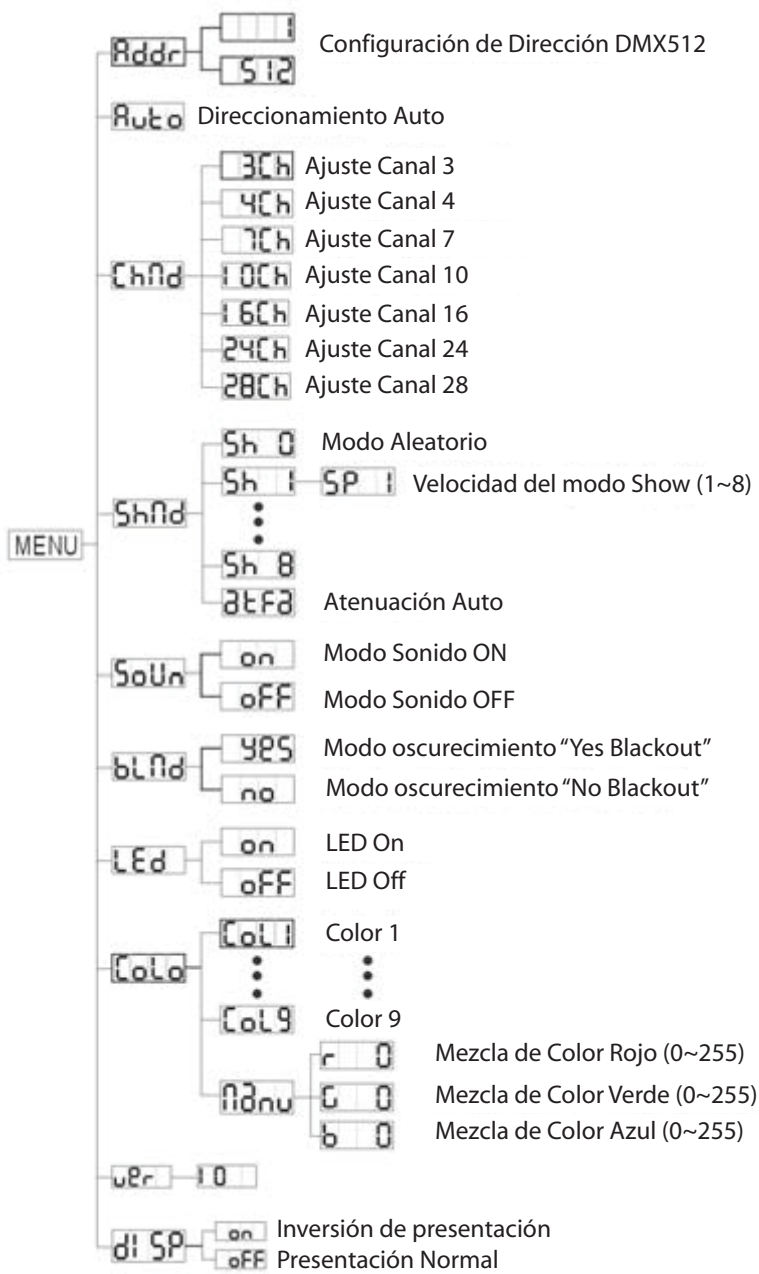 Addr 1 Configuración de Dirección DMX512
512
Auto Direccionamiento Auto
ChMd 3Ch Ajuste Canal 3
4Ch Ajuste Canal 4
7Ch Ajuste Canal 7
10Ch Ajuste Canal 10
16Ch Ajuste Canal 16
24Ch Ajuste Canal 24
28Ch Ajuste Canal 28
MENU
ShMd Sh 0 Modo Aleatorio
Sh 1 SP 1 Velocidad del modo Show (1~8)
Sh 8
atFa Atenuación Auto
SoUn on Modo Sonido ON
oFF Modo Sonido OFF
bLMd yes Modo oscurecimiento “Yes Blackout”
no Modo oscurecimiento “No Blackout”
LEd on LED On
oFF LED Off
CoLo CoL1 Color 1
CoL9 Color 9
Manu r 0 Mezcla de Color Rojo (0~255)
G 0 Mezcla de Color Verde (0~255)
b 0 Mezcla de Color Azul (0~255)
ver 10
dISP on Inversión de presentación
oFF Presentación Normal